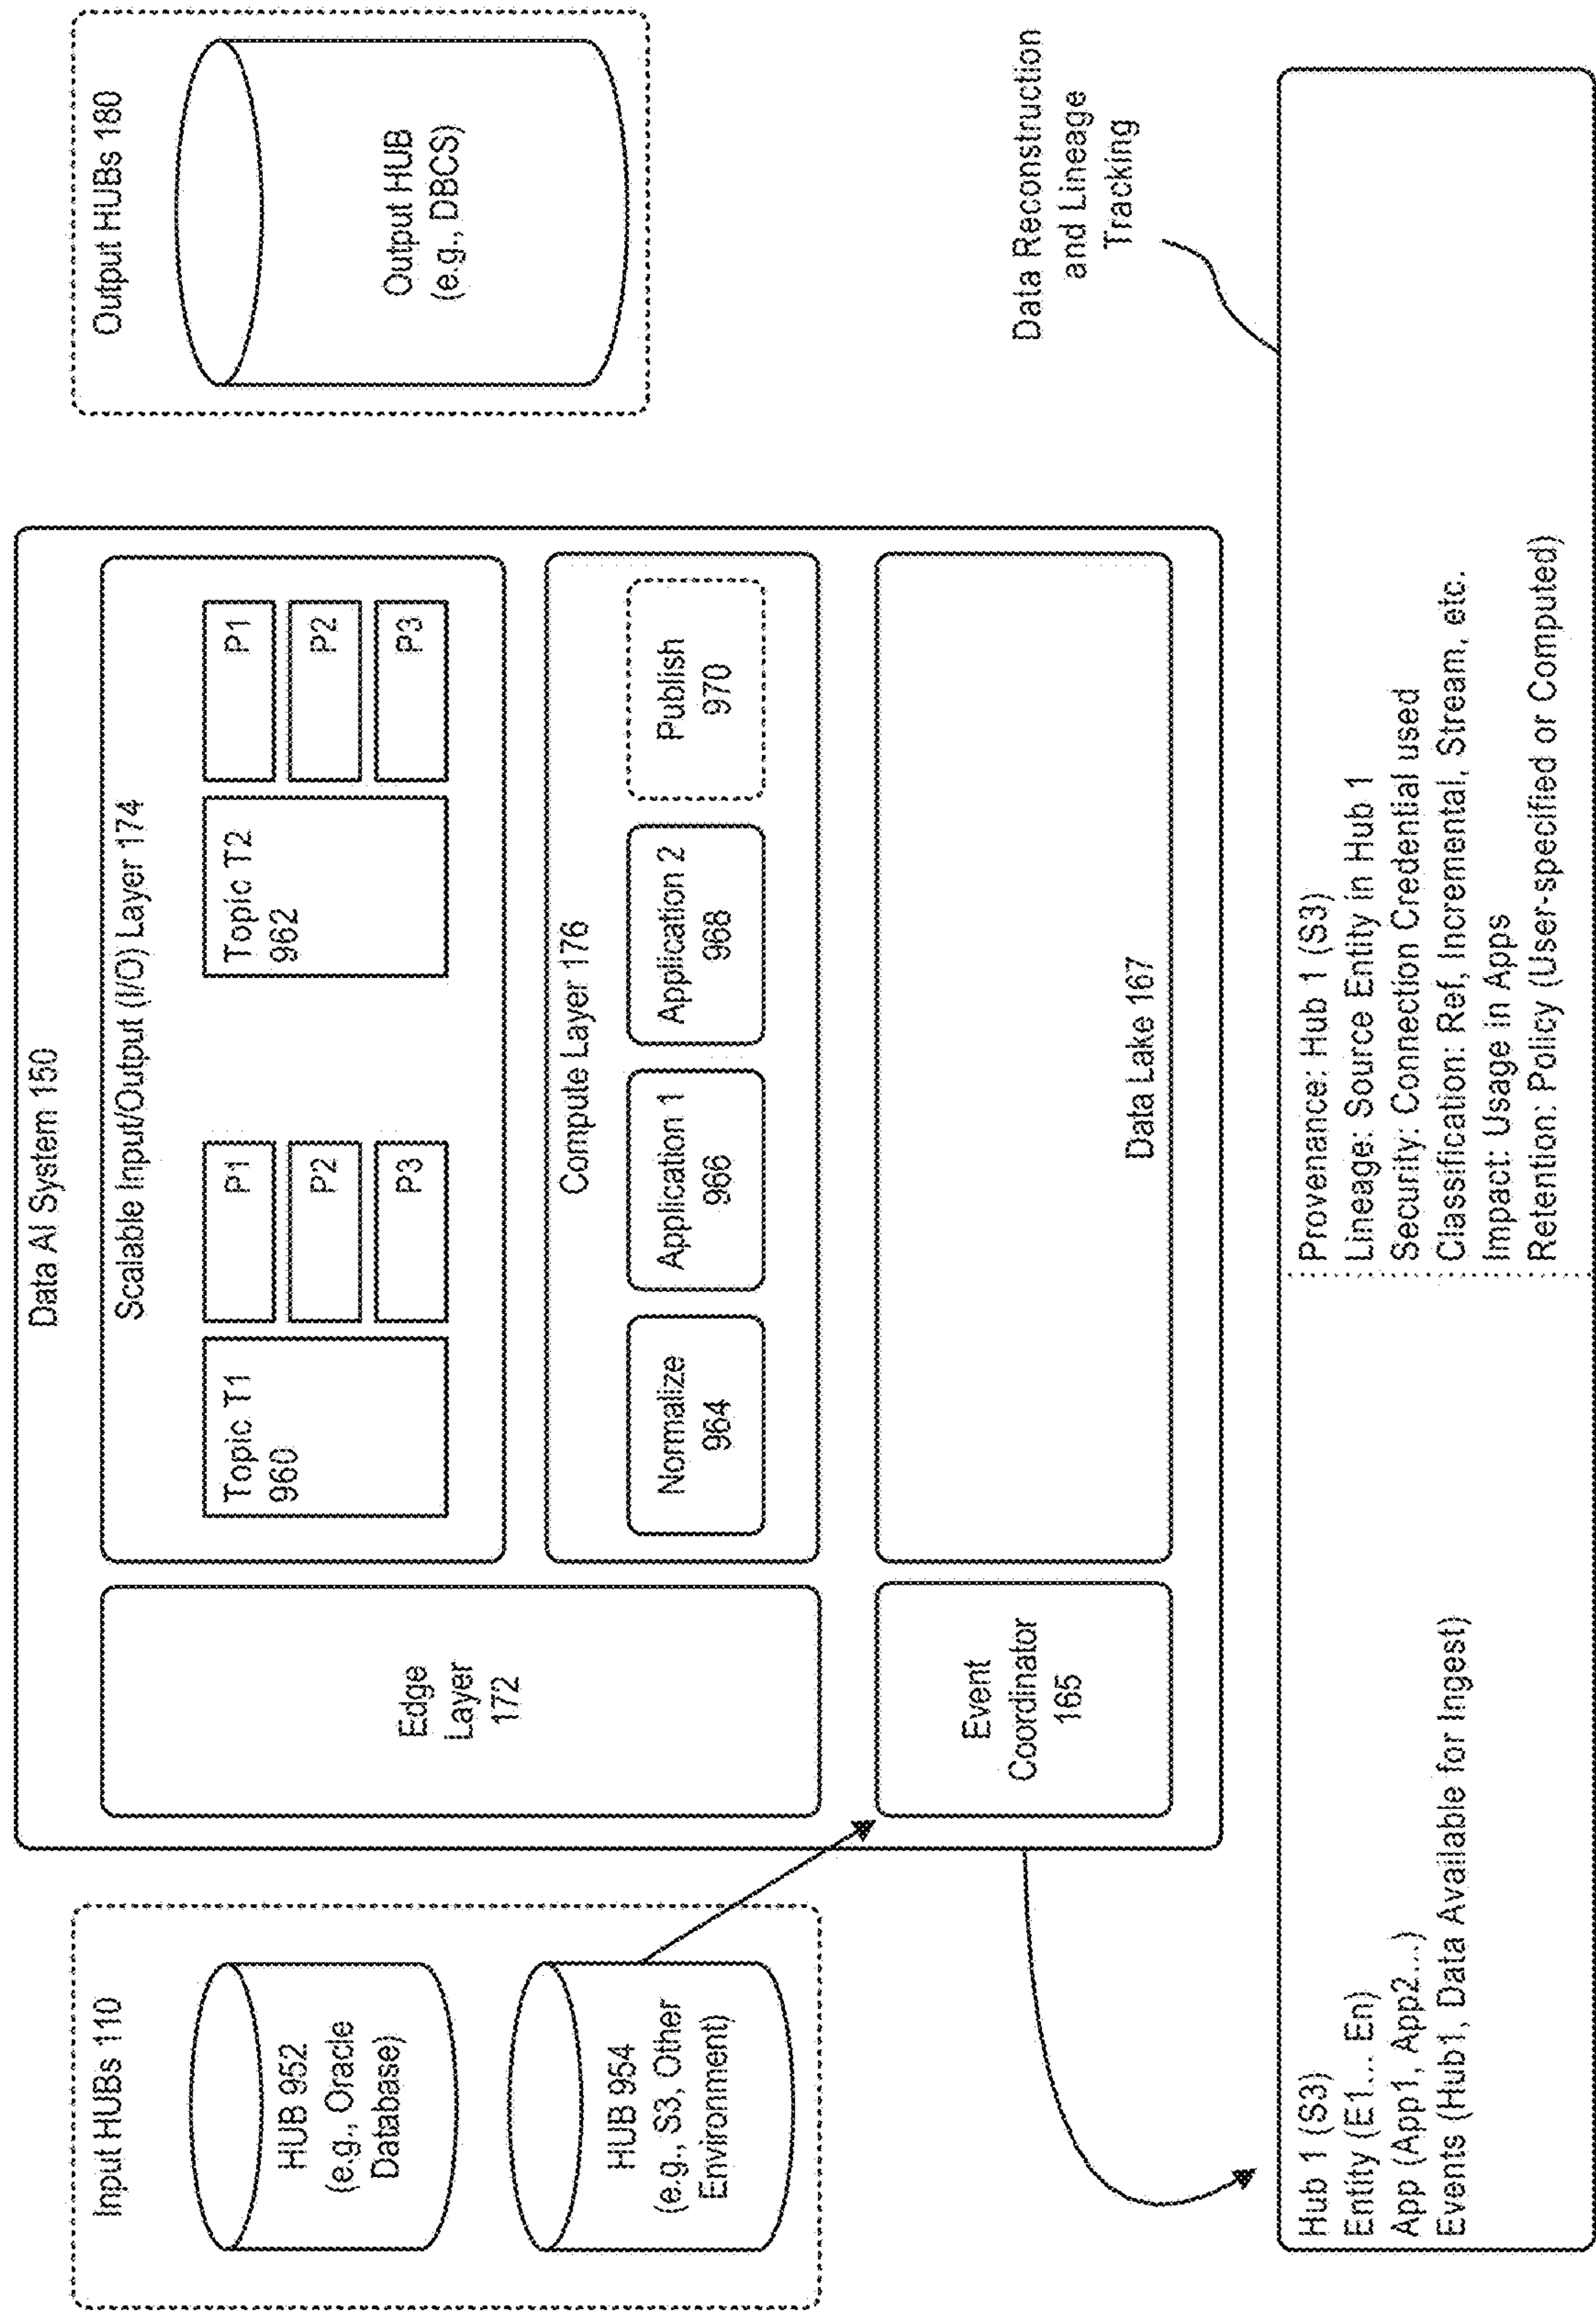 Input HUBs 110
HUB 952
(e.g., Oracle
Database)
HUB 954
(e.g., S3, Other
Environment)
Data AI System 150
Edge
Layer
172
Scalable Input/Output (I/O) Layer 174
Topic T1
960
P1
P2
P3
Topic T2
962
P1
P2
P3
Compute Layer 176
Normalize
964
Application 1
966
Application 2
968
Publish
970
Event
Coordinator
165
Data Lake 167
Output HUBs 180
Output HUB
(e.g., DBCS)
Data Reconstruction
and Lineage
Tracking
Hub 1 (S3)
Entity (E1... En)
App (App1, App2...)
Events (Hub1, Data Available for Ingest)
Provenance: Hub 1 (S3)
Lineage: Source Entity in Hub 1
Security: Connection Credential used
Classification: Ref, Incremental, Stream, etc.
Impact: Usage in Apps
Retention: Policy (User-specified or Computed)